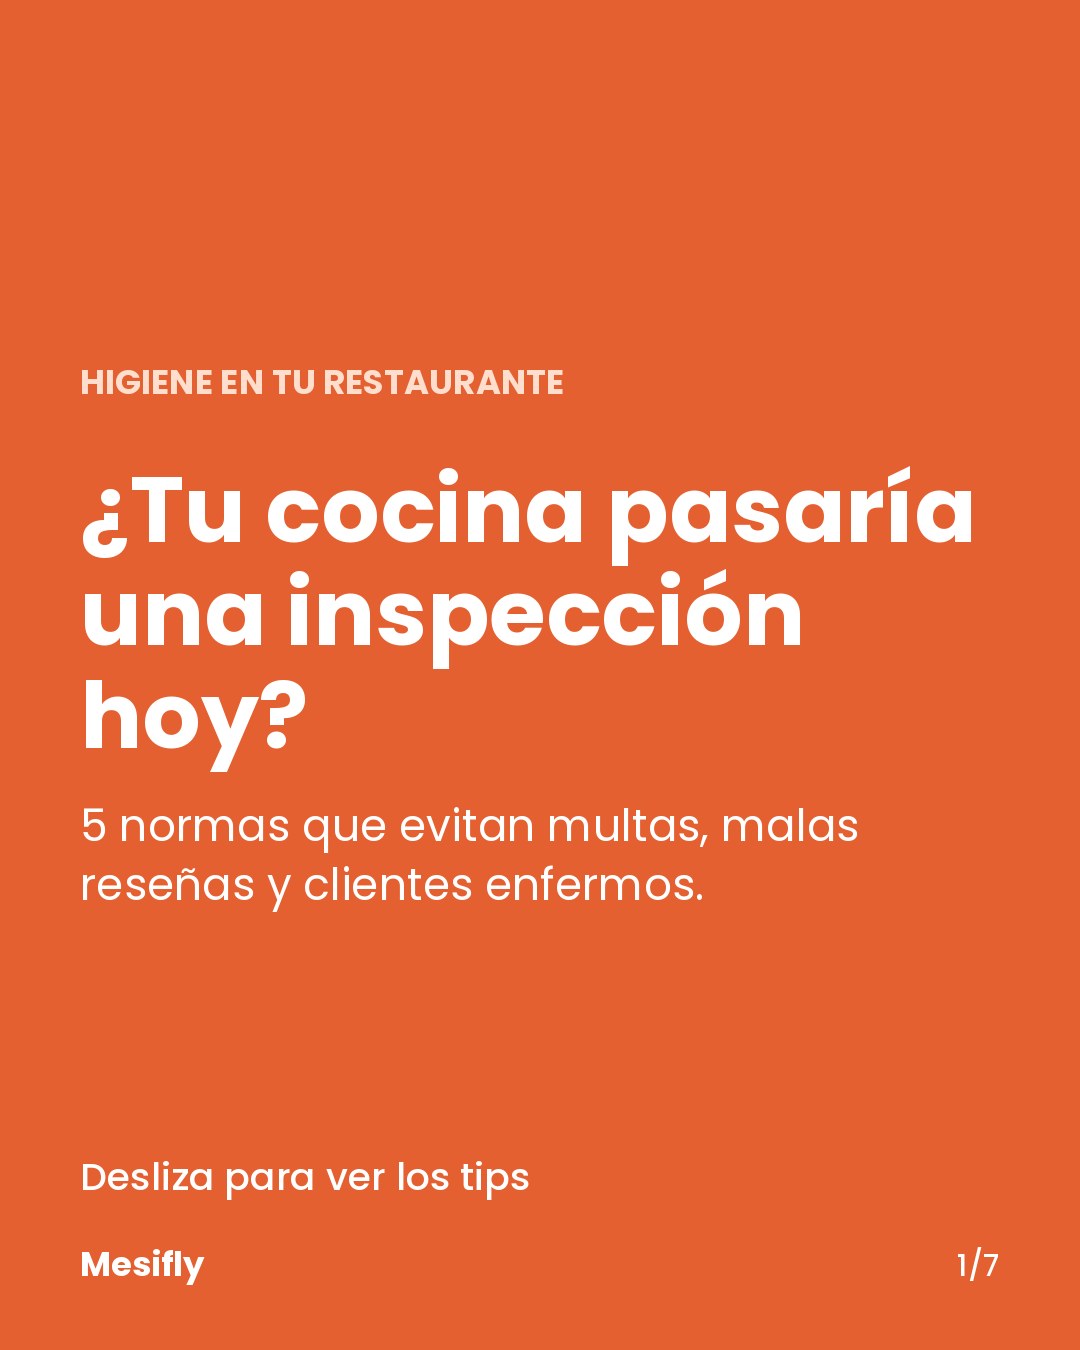 HIGIENE EN TU RESTAURANTE
¿Tu cocina pasaría
una inspección
hoy?
5 normas que evitan multas, malas
reseñas y clientes enfermos.
Desliza para ver los tips
Mesifly
1/7